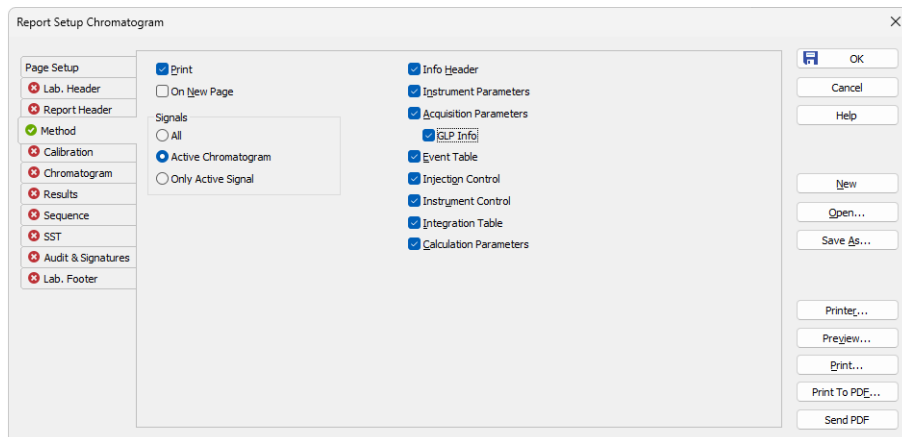 Report Setup Chromatogram
Page Setup
Lab. Header
Report Header
Method
Calibration
Chromatogram
Results
Sequence
SST
Audit & Signatures
Lab. Footer
Print
On New Page
Signals
All
Active Chromatogram
Only Active Signal
Info Header
Instrument Parameters
Acquisition Parameters
GLP Info
Event Table
Injection Control
Instrument Control
Integration Table
Calculation Parameters
OK
Cancel
Help
New
Open...
Save As...
Printer...
Preview...
Print...
Print To PDF...
Send PDF